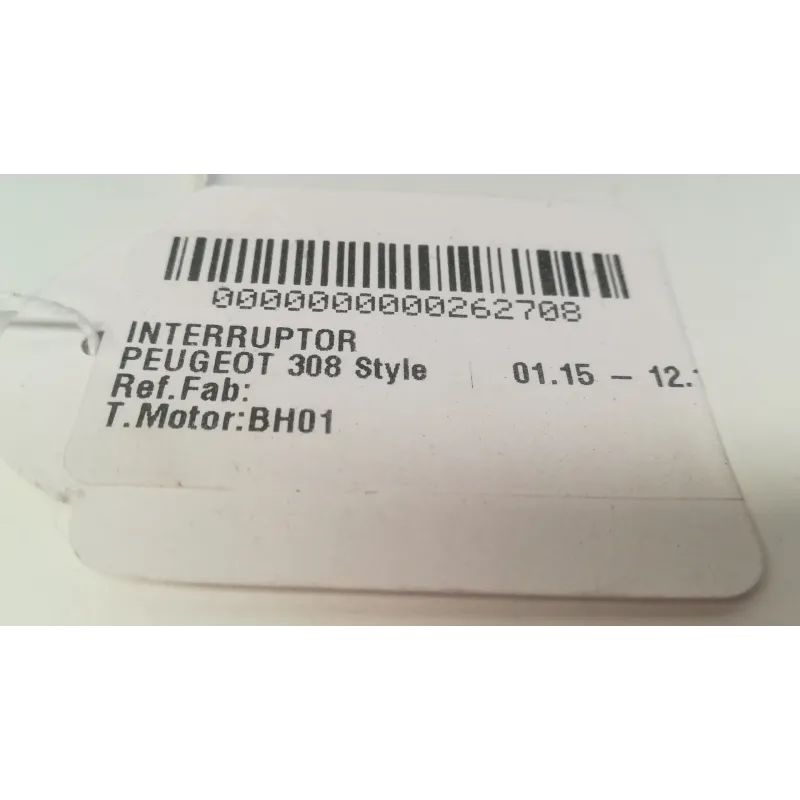 0000000000262708
INTERRUPTOR
PEUGEOT 308 Style | 01.15 - 12.
Ref.Fab:
T.Motor:BH01